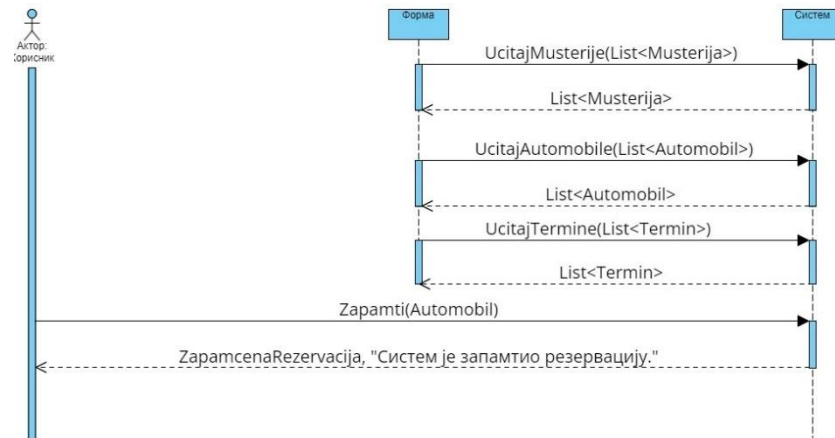 Форма
Систем
Актор:
Корисник
UcitajMusterije(List<Musterija>)
List<Musterija>
UcitajAutomobile(List<Automobil>)
List<Automobil>
UcitajTermine(List<Termin>)
List<Termin>
Zapamti(Automobil)
ZapamcenaRezervacija, "Систем је запамтио резервацију."